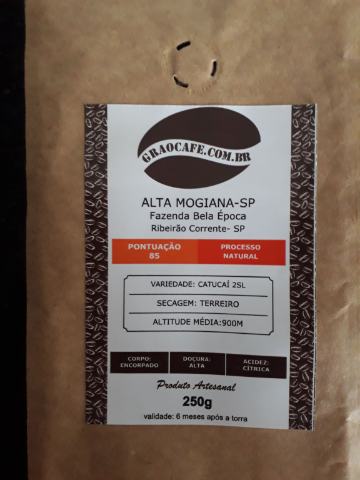 GRAOCAFE.COM.BR
ALTA MOGIANA-SP
Fazenda Bela Época
Ribeirão Corrente- SP
PONTUAÇÃO PROCESSO
85 NATURAL
VARIEDADE: CATUCAÍ 2SL
SECAGEM: TERREIRO
ALTITUDE MÉDIA:900M
CORPO: DOÇURA: ACIDEZ:
ENCORPADO ALTA CÍTRICA
Produto Artesanal
250g
validade: 6 meses após a torra